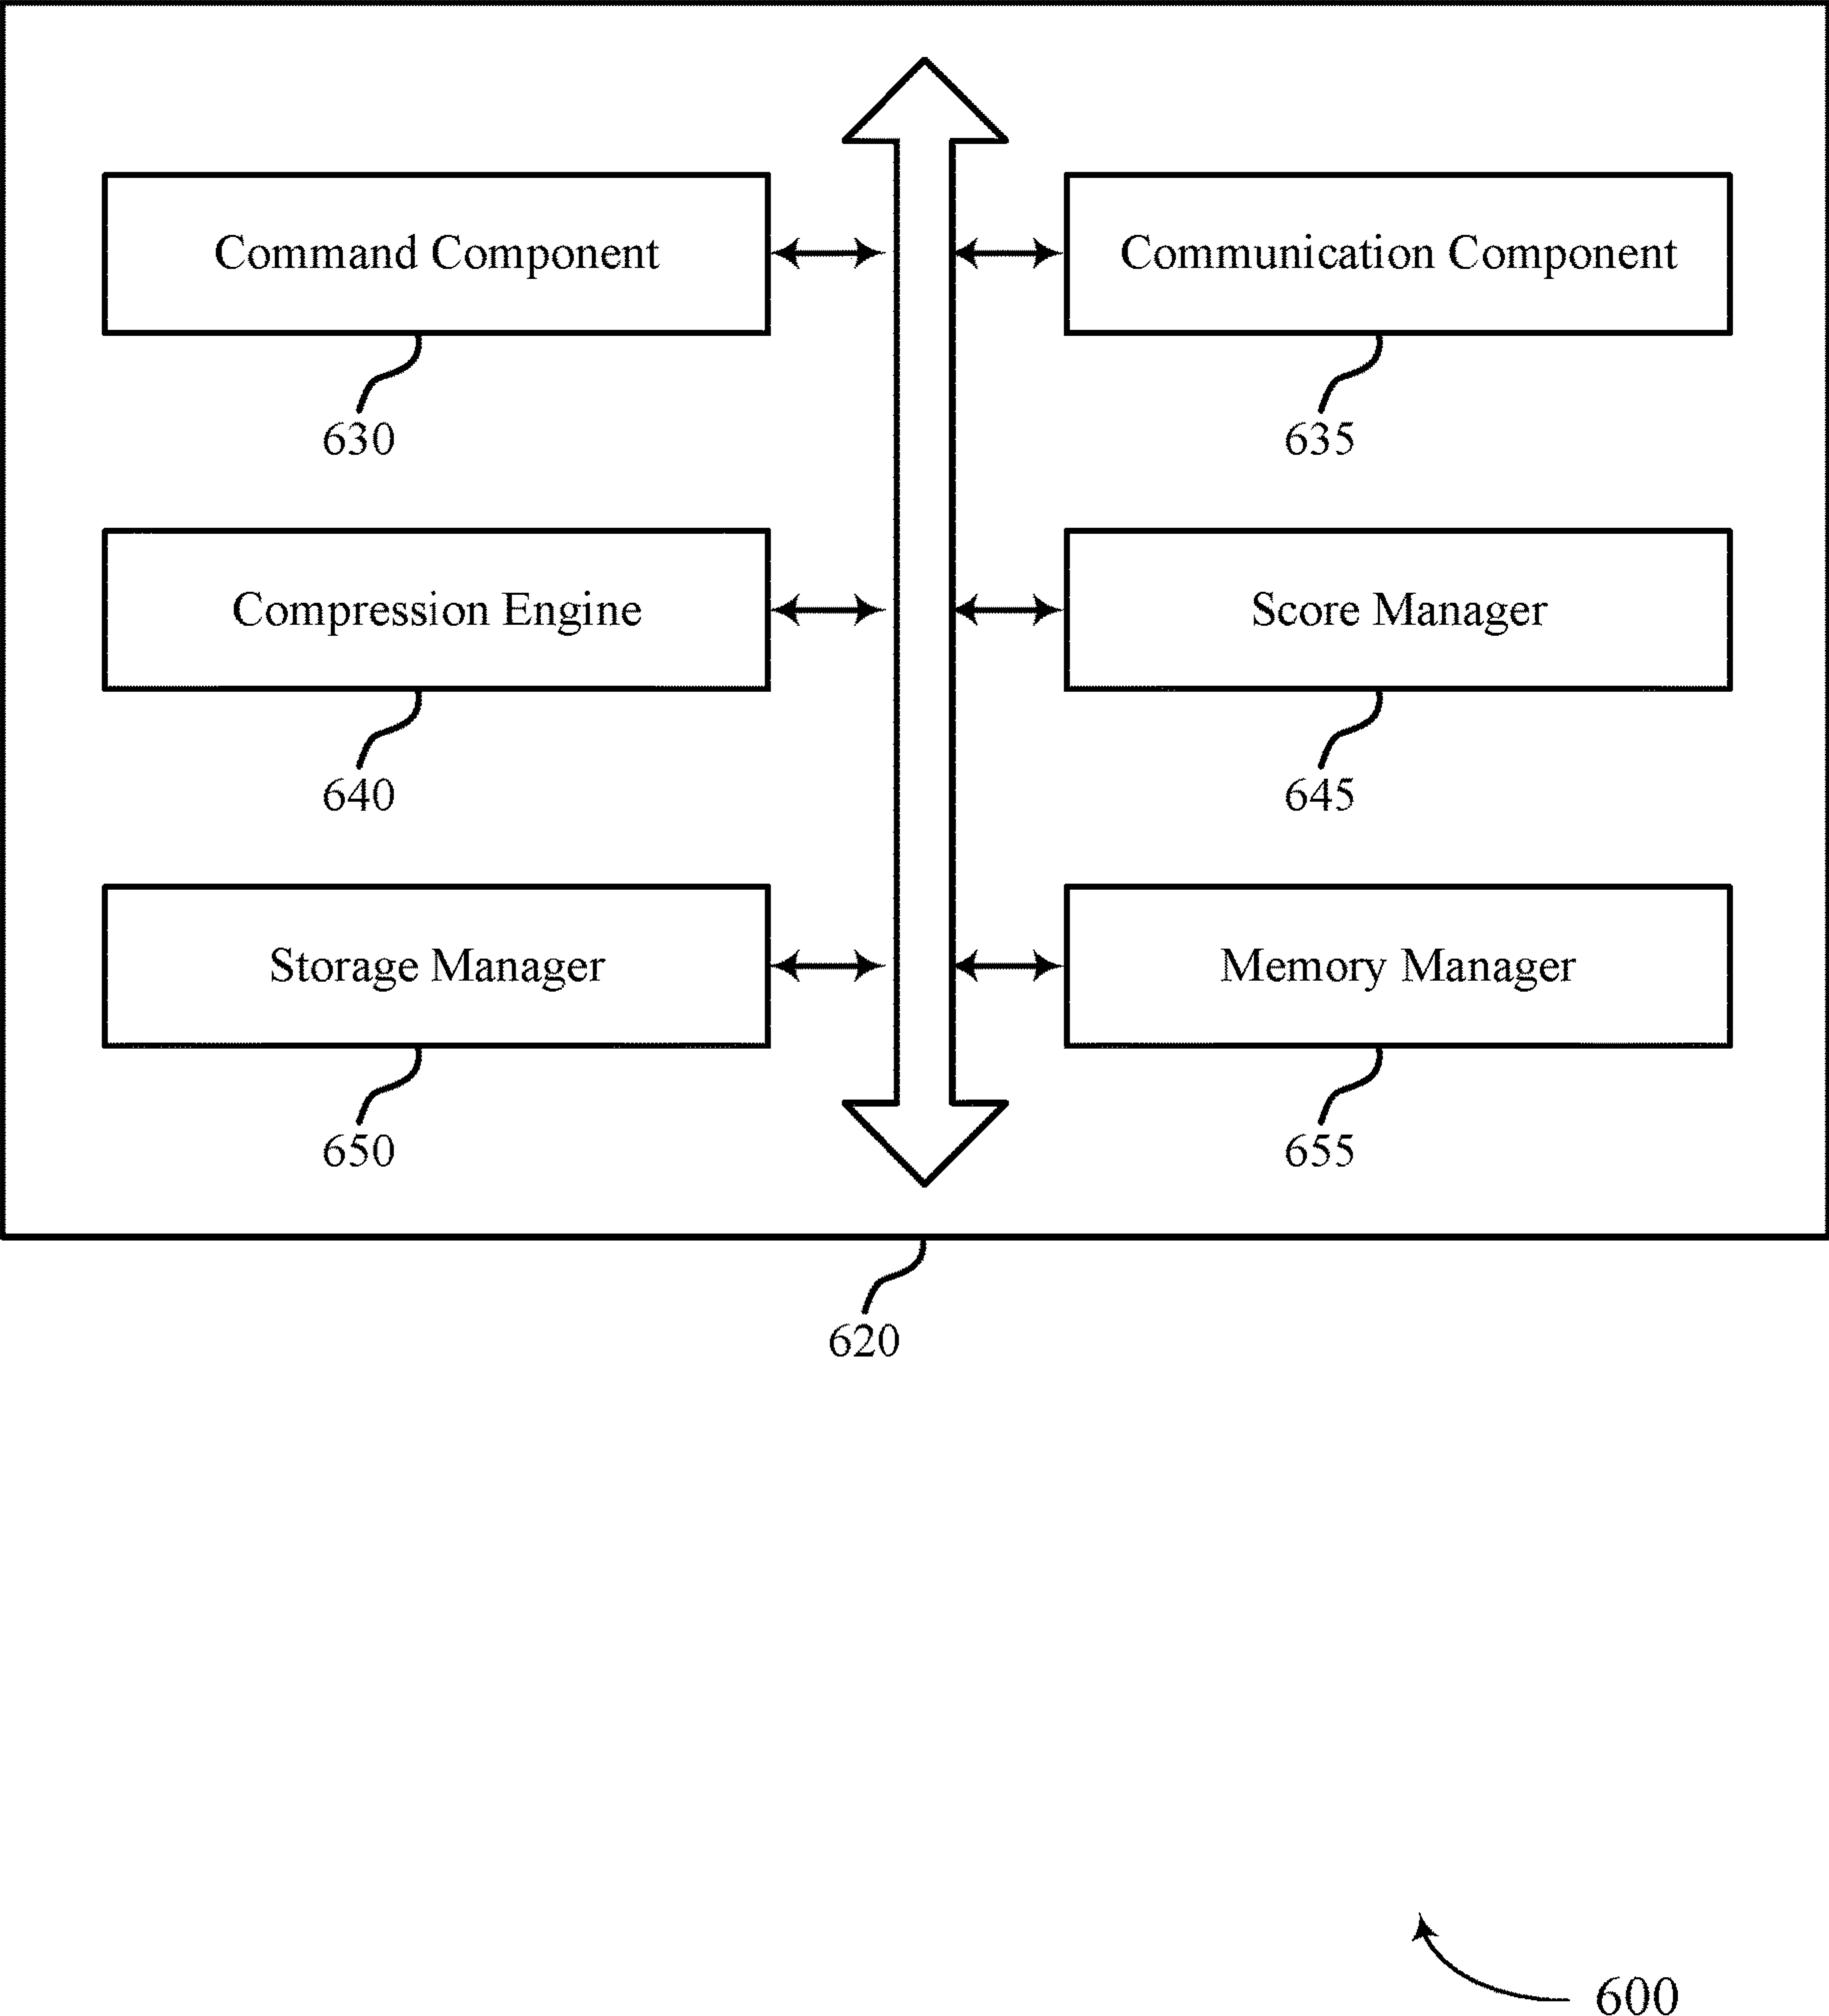 Command Component
Communication Component
630
635
Compression Engine
Score Manager
640
645
Storage Manager
Memory Manager
650
655
620
600